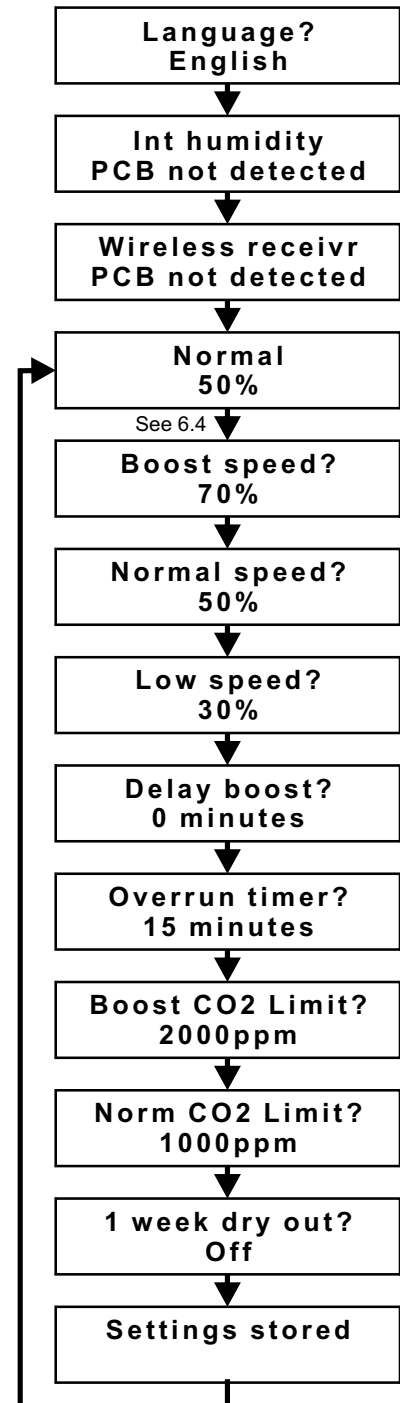 Language?
English
Int humidity
PCB not detected
Wireless receivr
PCB not detected
Normal
50%
See 6.4
Boost speed?
70%
Normal speed?
50%
Low speed?
30%
Delay boost?
0 minutes
Overrun timer?
15 minutes
Boost CO2 Limit?
2000ppm
Norm CO2 Limit?
1000ppm
1 week dry out?
Off
Settings stored